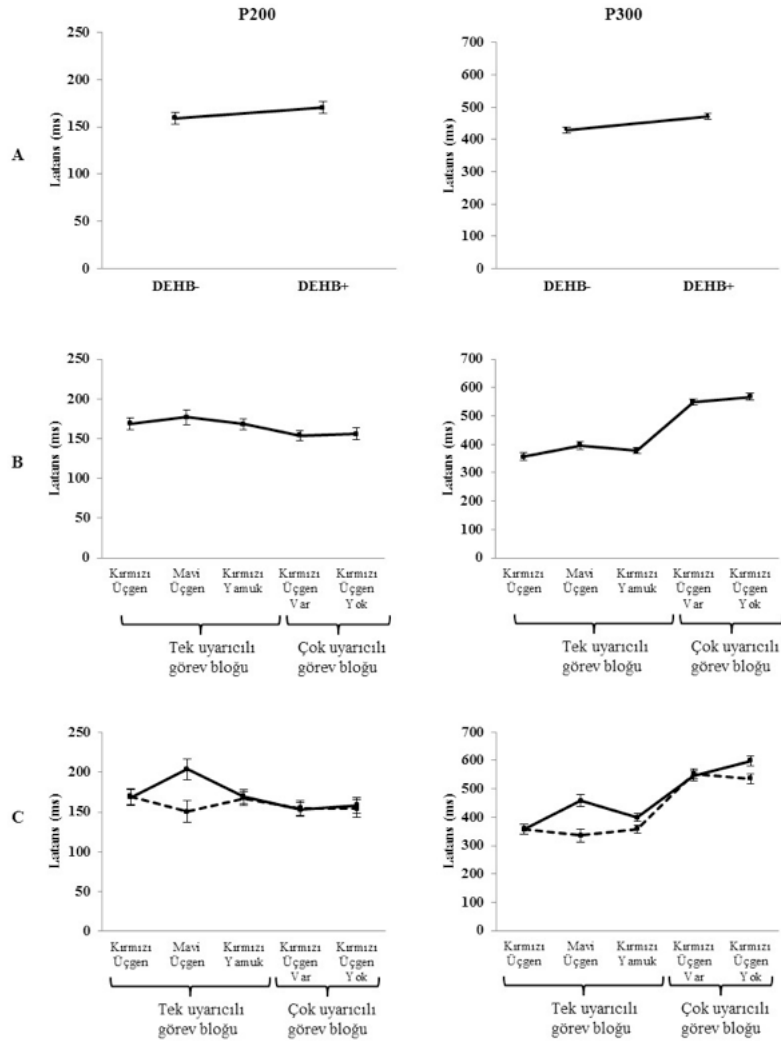 P200
P300
A
Latans (ms)
250
200
150
100
50
0
DEHB-
DEHB+
Latans (ms)
700
600
500
400
300
200
100
0
DEHB-
DEHB+
B
Latans (ms)
250
200
150
100
50
0
Kırmızı Mavi Kırmızı Kırmızı Kırmızı
Üçgen Üçgen Yamuk Üçgen Üçgen
Var Yok
Tek uyarıcılı Çok uyarıcılı
görev bloğu görev bloğu
Latans (ms)
700
600
500
400
300
200
100
0
Kırmızı Mavi Kırmızı Kırmızı Kırmızı
Üçgen Üçgen Yamuk Üçgen Üçgen
Var Yok
Tek uyarıcılı Çok uyarıcılı
görev bloğu görev bloğu
C
Latans (ms)
250
200
150
100
50
0
Kırmızı Mavi Kırmızı Kırmızı Kırmızı
Üçgen Üçgen Yamuk Üçgen Üçgen
Var Yok
Tek uyarıcılı Çok uyarıcılı
görev bloğu görev bloğu
Latans (ms)
700
600
500
400
300
200
100
0
Kırmızı Mavi Kırmızı Kırmızı Kırmızı
Üçgen Üçgen Yamuk Üçgen Üçgen
Var Yok
Tek uyarıcılı Çok uyarıcılı
görev bloğu görev bloğu